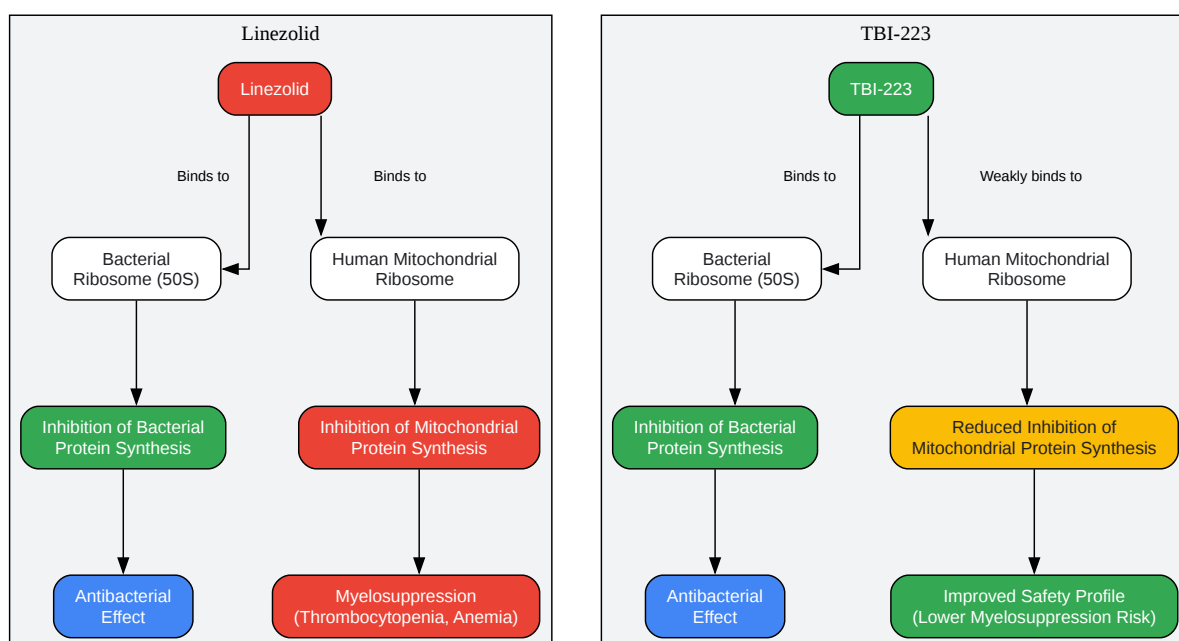 Linezolid
Linezolid
Binds to
Binds to
Bacterial
Ribosome (50S)
Human Mitochondrial
Ribosome
Inhibition of Bacterial
Protein Synthesis
Inhibition of Mitochondrial
Protein Synthesis
Antibacterial
Effect
Myelosuppression
(Thrombocytopenia, Anemia)
TBI-223
TBI-223
Binds to
Weakly binds to
Bacterial
Ribosome (50S)
Human Mitochondrial
Ribosome
Inhibition of Bacterial
Protein Synthesis
Reduced Inhibition of
Mitochondrial Protein Synthesis
Antibacterial
Effect
Improved Safety Profile
(Lower Myelosuppression Risk)